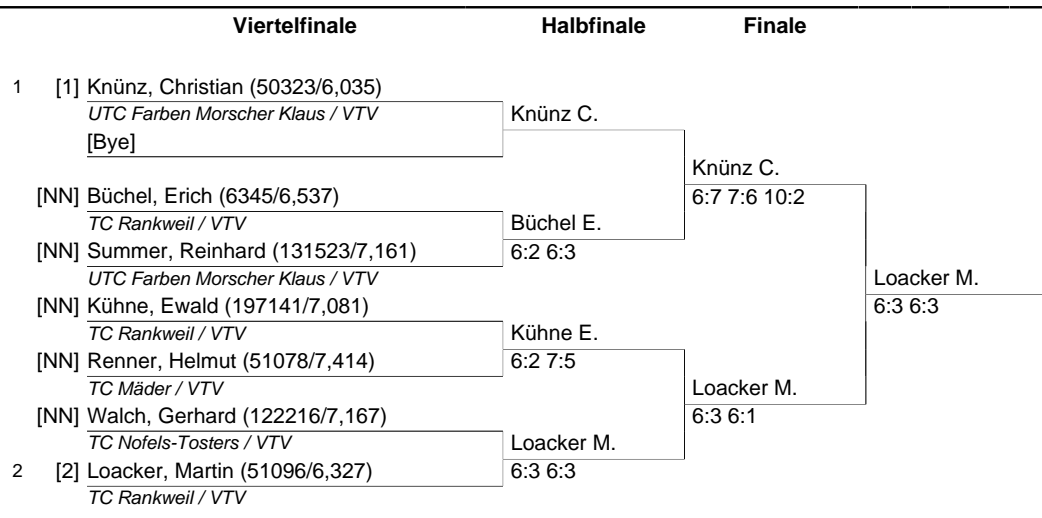 Viertelfinale Halbfinale Finale
1 [1] Knünz, Christian (50323/6,035)
UTC Farben Morscher Klaus / VTV Knünz C.
[Bye]
Knünz C.
[NN] Büchel, Erich (6345/6,537) 6:7 7:6 10:2
TC Rankweil / VTV Büchel E.
[NN] Summer, Reinhard (131523/7,161) 6:2 6:3
UTC Farben Morscher Klaus / VTV Loacker M.
[NN] Kühne, Ewald (197141/7,081) 6:3 6:3
TC Rankweil / VTV Kühne E.
[NN] Renner, Helmut (51078/7,414) 6:2 7:5
TC Mäder / VTV Loacker M.
[NN] Walch, Gerhard (122216/7,167) 6:3 6:1
TC Nofels-Tosters / VTV Loacker M.
2 [2] Loacker, Martin (51096/6,327) 6:3 6:3
TC Rankweil / VTV